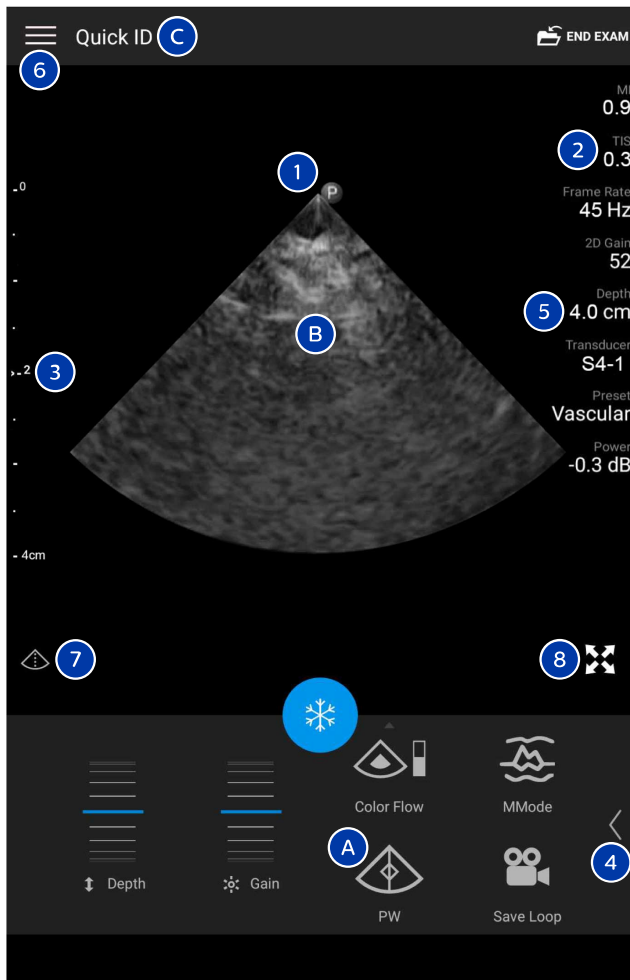 Quick ID C END EXAM
6
MI
0.9
2 TIS
0.3
1 P
0
Frame Rate
45 Hz
2D Gain
52
Depth
5 4.0 cm
B
Transducer
S4-1
3 2
Preset
Vascular
Power
-0.3 dB
4cm
7 8
Color Flow MMode
4
A
Depth Gain
PW Save Loop